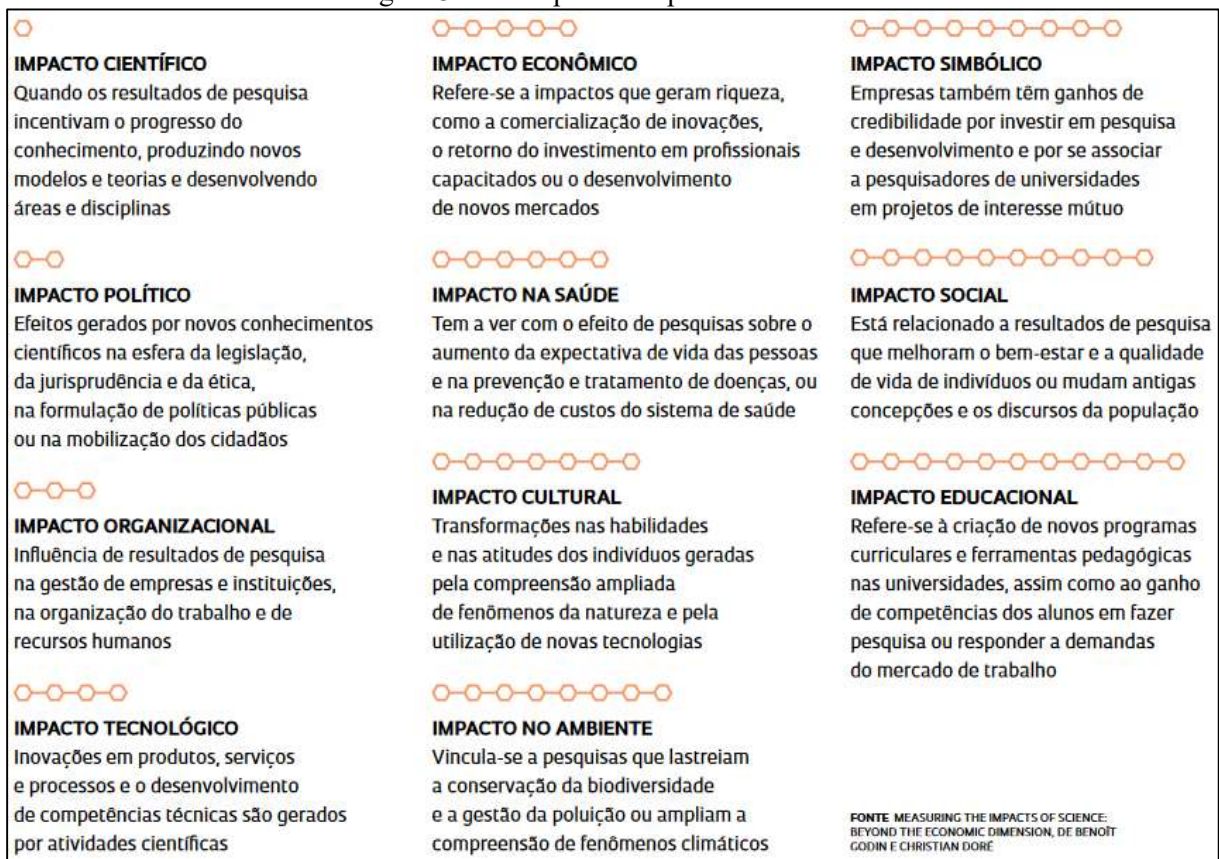 IMPACTO CIENTÍFICO
Quando os resultados de pesquisa
incentivam o progresso do
conhecimento, produzindo novos
modelos e teorias e desenvolvendo
áreas e disciplinas
IMPACTO POLÍTICO
Efeitos gerados por novos conhecimentos
científicos na esfera da legislação,
da jurisprudência e da ética,
na formulação de políticas públicas
ou na mobilização dos cidadãos
IMPACTO ORGANIZACIONAL
Influência de resultados de pesquisa
na gestão de empresas e instituições,
na organização do trabalho e de
recursos humanos
IMPACTO TECNOLÓGICO
Inovações em produtos, serviços
e processos e o desenvolvimento
de competências técnicas são gerados
por atividades científicas
IMPACTO ECONÔMICO
Refere-se a impactos que geram riqueza,
como a comercialização de inovações,
o retorno do investimento em profissionais
capacitados ou o desenvolvimento
de novos mercados
IMPACTO NA SAÚDE
Tem a ver com o efeito de pesquisas sobre o
aumento da expectativa de vida das pessoas
e na prevenção e tratamento de doenças, ou
na redução de custos do sistema de saúde
IMPACTO CULTURAL
Transformações nas habilidades
e nas atitudes dos indivíduos geradas
pela compreensão ampliada
de fenômenos da natureza e pela
utilização de novas tecnologias
IMPACTO NO AMBIENTE
Vincula-se a pesquisas que lastreiam
a conservação da biodiversidade
e a gestão da poluição ou ampliam a
compreensão de fenômenos climáticos
IMPACTO SIMBÓLICO
Empresas também têm ganhos de
credibilidade por investir em pesquisa
e desenvolvimento e por se associar
a pesquisadores de universidades
em projetos de interesse mútuo
IMPACTO SOCIAL
Está relacionado a resultados de pesquisa
que melhoram o bem-estar e a qualidade
de vida de indivíduos ou mudam antigas
concepções e os discursos da população
IMPACTO EDUCACIONAL
Refere-se à criação de novos programas
curriculares e ferramentas pedagógicas
nas universidades, assim como ao ganho
de competências dos alunos em fazer
pesquisa ou responder a demandas
do mercado de trabalho
FONTE MEASURING THE IMPACTS OF SCIENCE:
BEYOND THE ECONOMIC DIMENSION, DE BENOÎT
GODIN E CHRISTIAN DORÉ